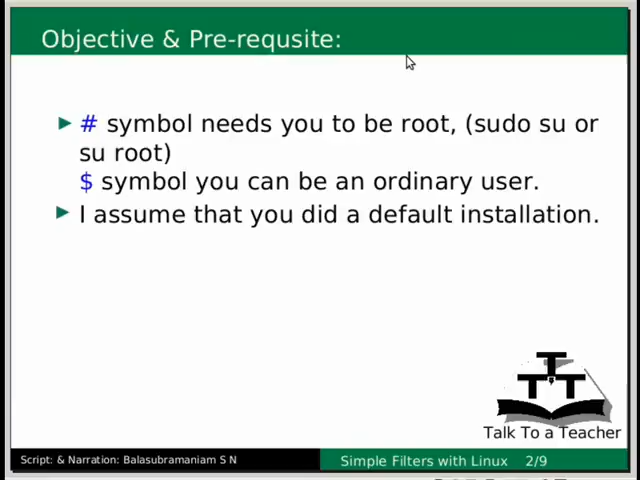 Objective & Pre-requsite:
# symbol needs you to be root, (sudo su or
su root)
$ symbol you can be an ordinary user.
I assume that you did a default installation.
TTT
Talk To a Teacher
Script: & Narration: Balasubramaniam S N
Simple Filters with Linux 2/9